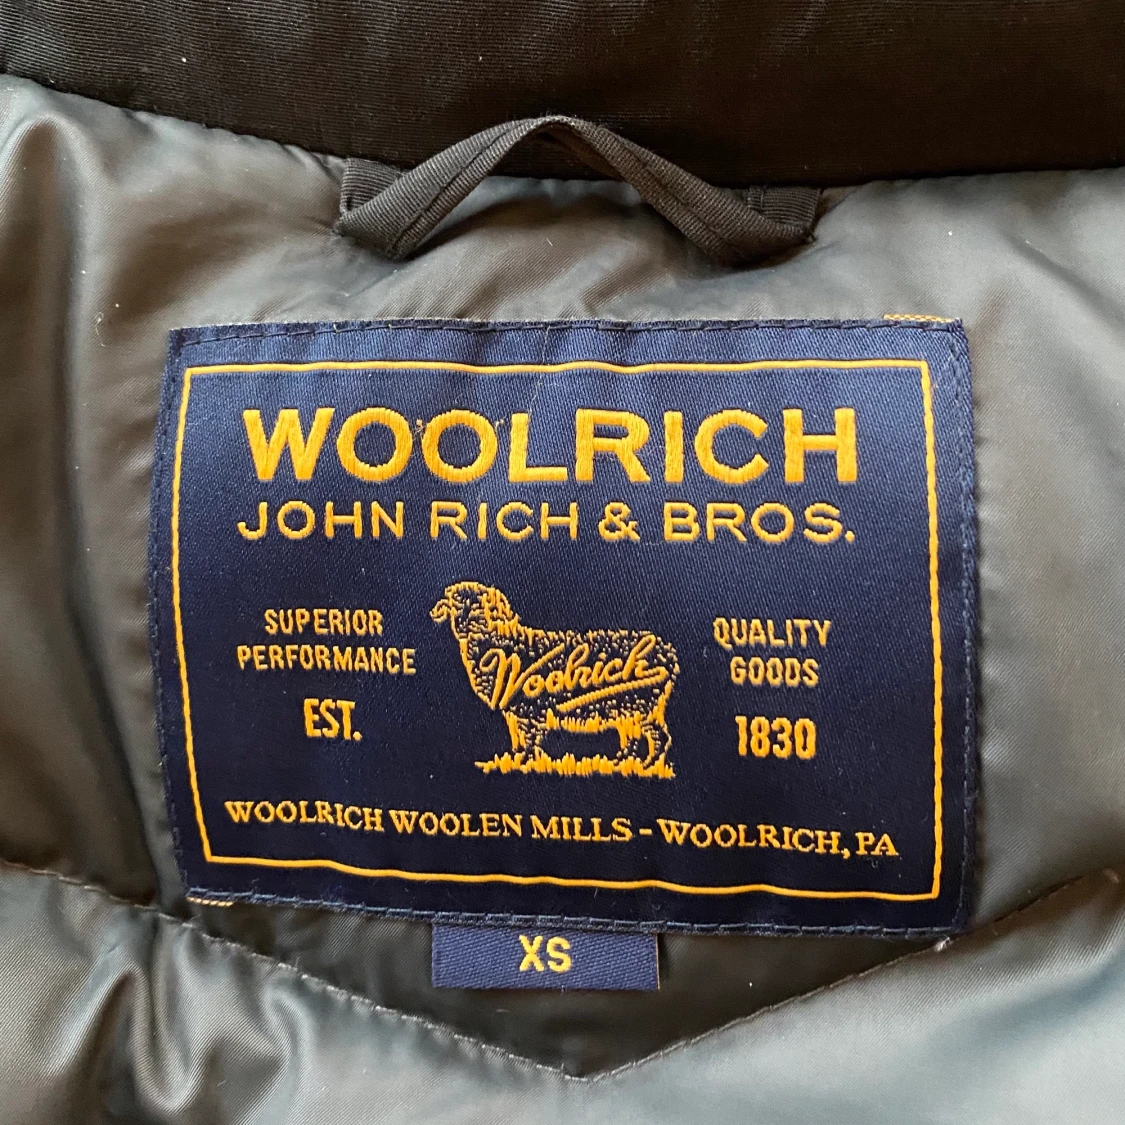 WOOLRICH
JOHN RICH & BROS.
SUPERIOR
PERFORMANCE
EST.
Woolrich
QUALITY
GOODS
1830
WOOLRICH WOOLEN MILLS - WOOLRICH, PA
XS